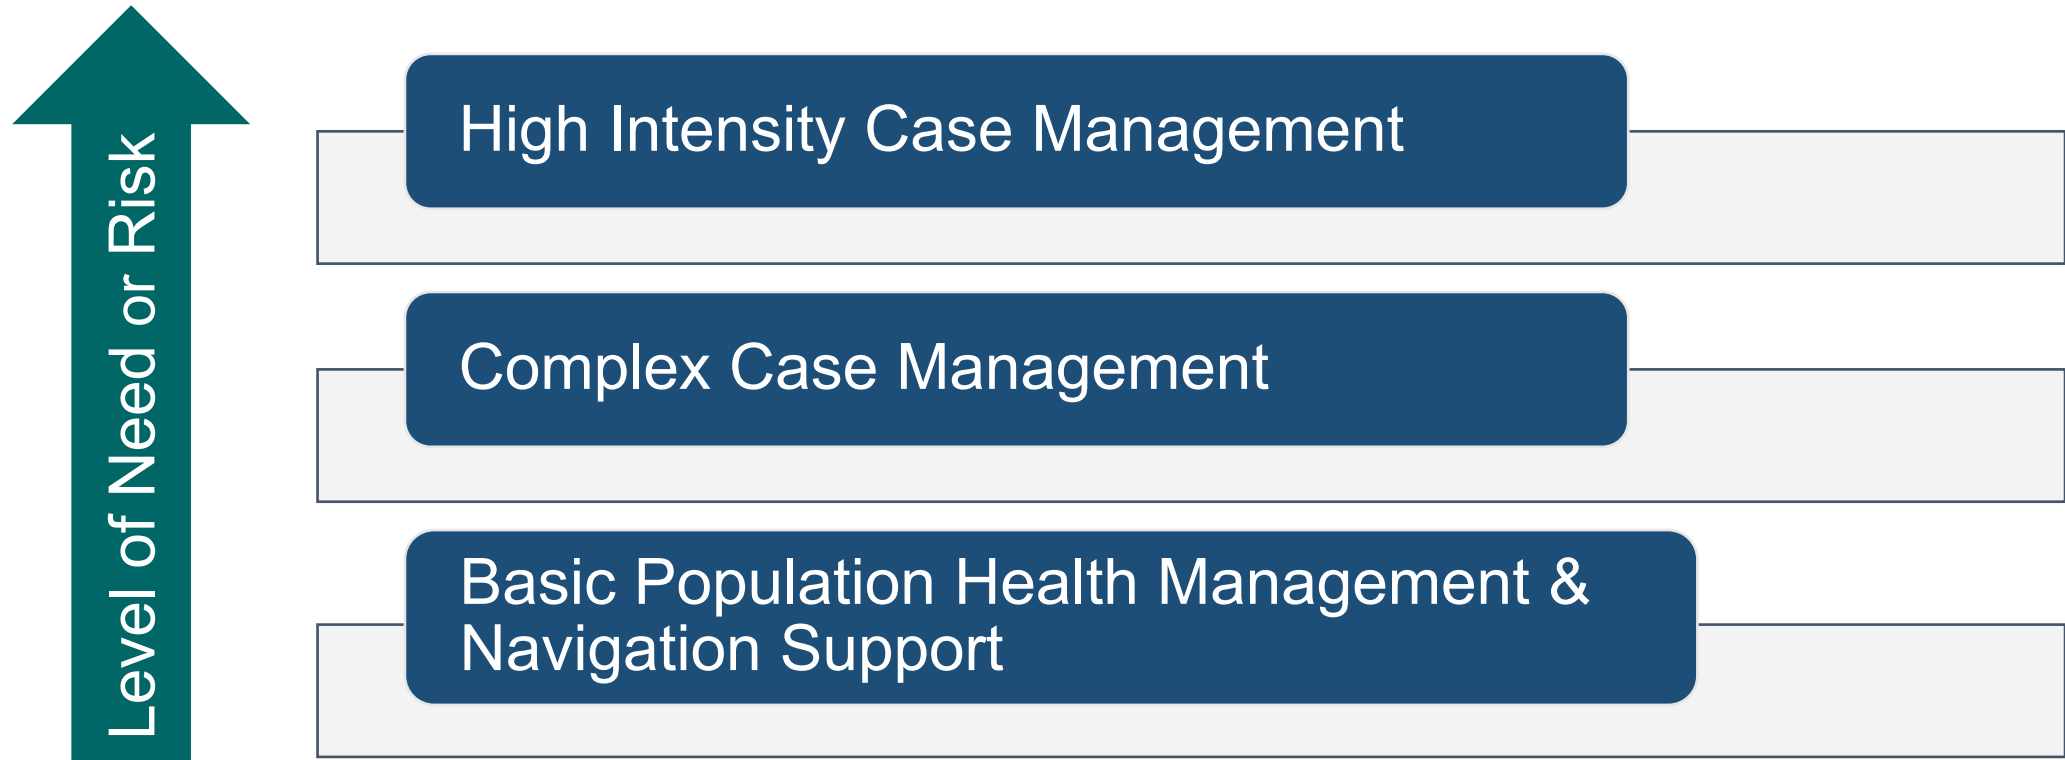 Level of Need or Risk
High Intensity Case Management
Complex Case Management
Basic Population Health Management &
Navigation Support